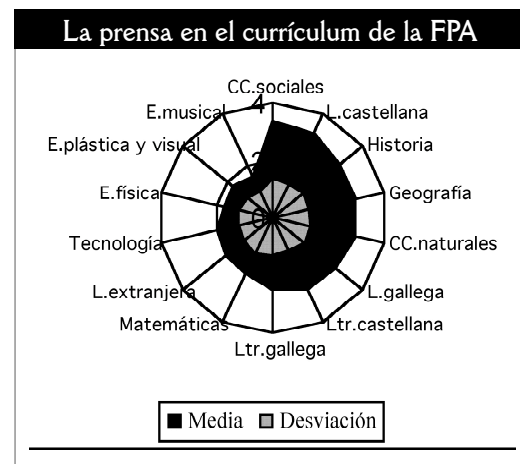 La prensa en el currículum de la FPA
CC.sociales
4
E.musical
L.castellana
E.plástica y visual
Historia
2
E.física
Geografía
0
Tecnología
CC.naturales
L.extranjera
L.gallega
Matemáticas
Ltr.castellana
Ltr.gallega
Media
Desviación